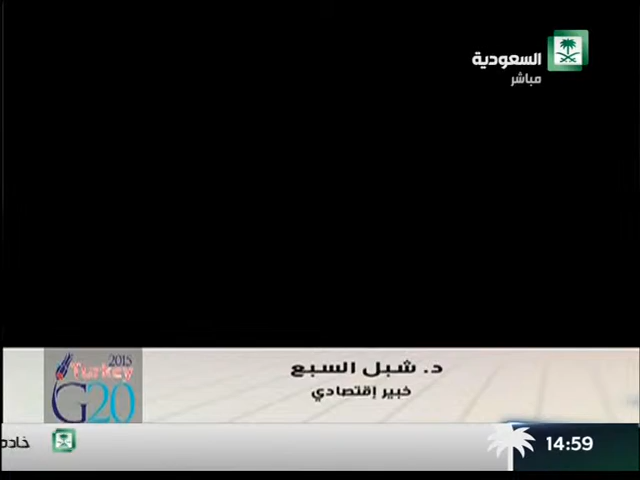 السعودية
مباشر
د. شبل السبع
خبير إقتصادي
2015
Turkey
G20
14:59